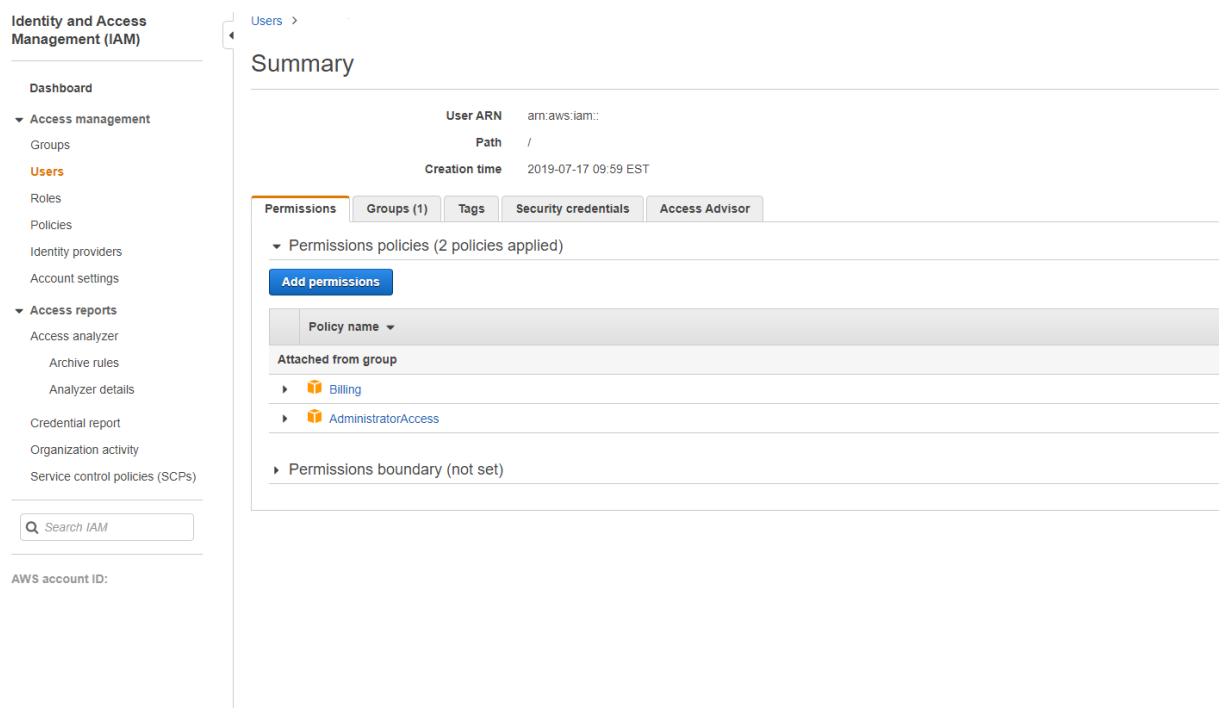 Identity and Access
Management (IAM)
Dashboard
Access management
Groups
Users
Roles
Policies
Identity providers
Account settings
Access reports
Access analyzer
Archive rules
Analyzer details
Credential report
Organization activity
Service control policies (SCPs)
Search IAM
AWS account ID:
Users >
Summary
User ARN arn:aws:iam::
Path /
Creation time 2019-07-17 09:59 EST
Permissions Groups (1) Tags Security credentials Access Advisor
Permissions policies (2 policies applied)
Add permissions
Policy name
Attached from group
Billing
AdministratorAccess
Permissions boundary (not set)